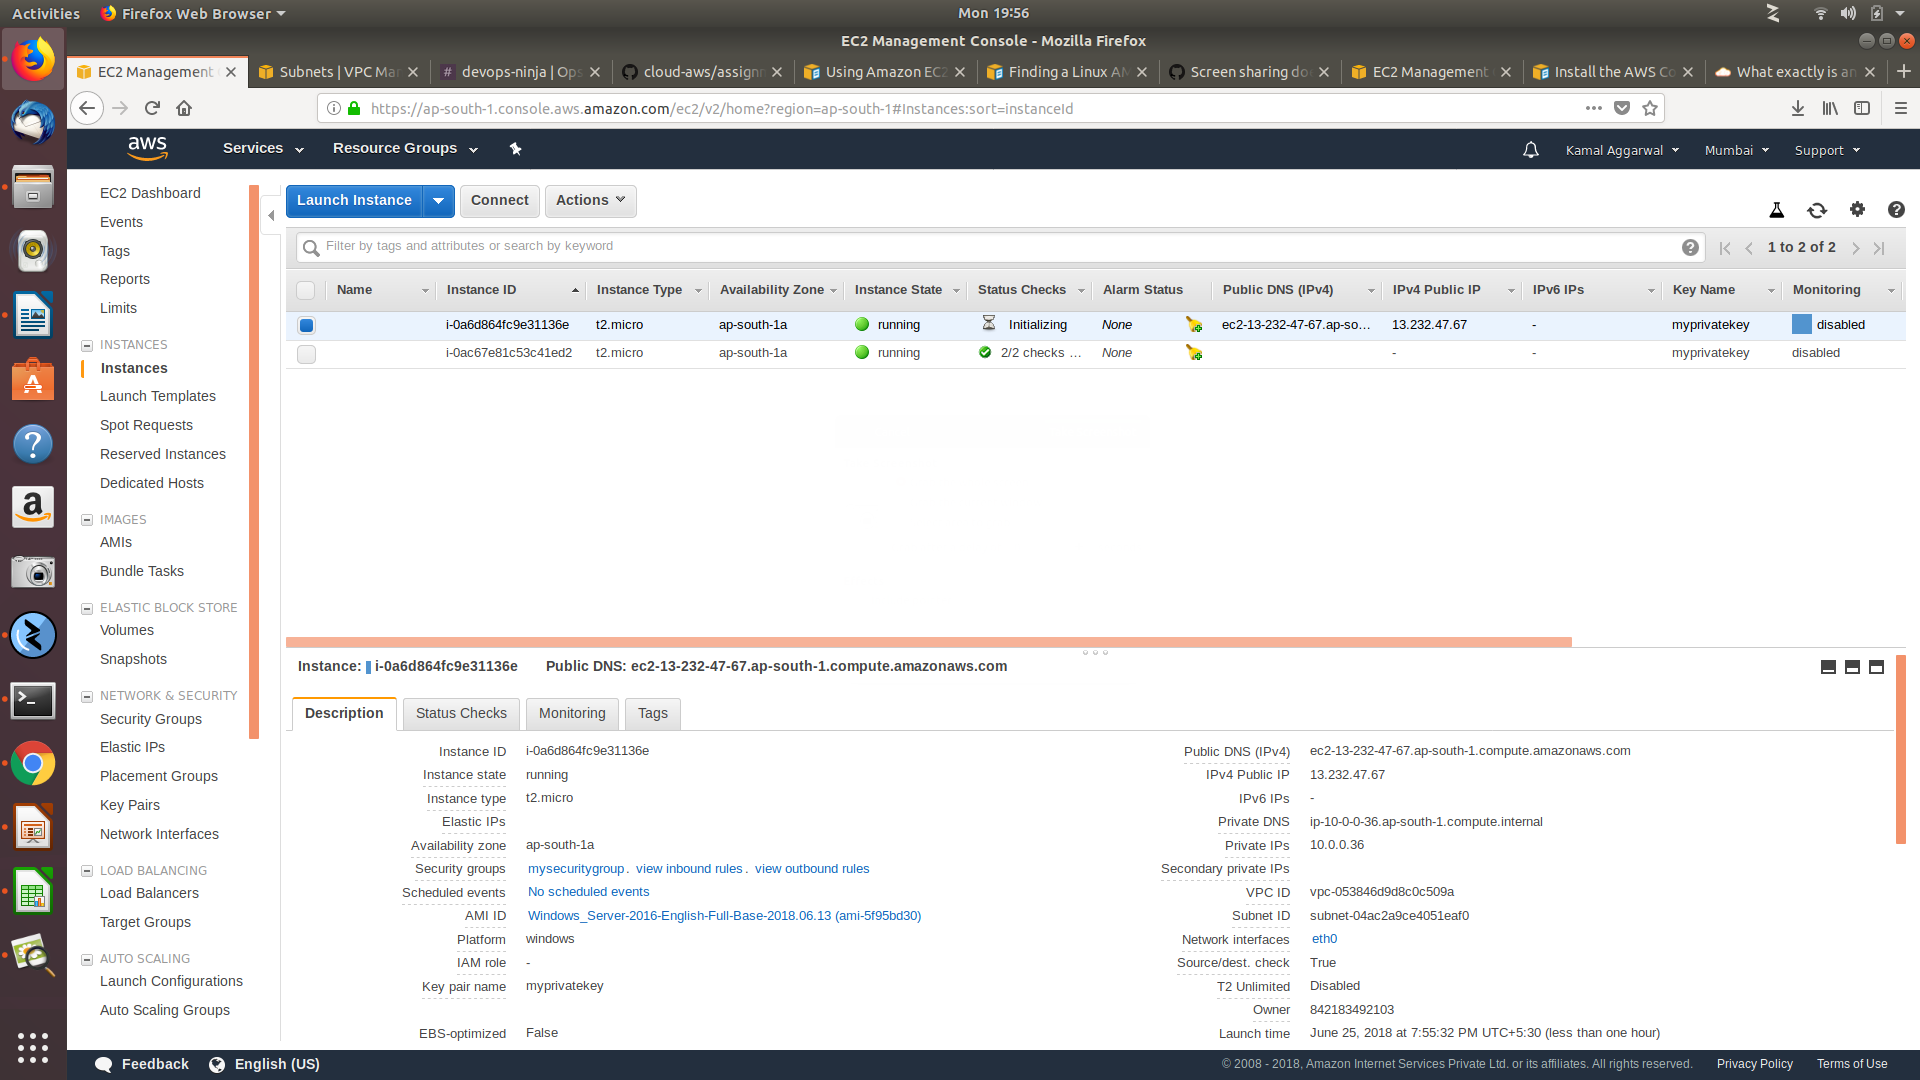 Activities Firefox Web Browser Mon 19:56
EC2 Management Console - Mozilla Firefox
EC2 Management Subnets | VPC Mar devops-ninja | Ops cloud-aws/assignm Using Amazon EC2 Finding a Linux AM Screen sharing do EC2 Management Install the AWS Co What exactly is an
https://ap-south-1.console.aws.amazon.com/ec2/v2/home?region=ap-south-1#Instances:sort=instanceId
aws Services Resource Groups Kamal Aggarwal Mumbai Support
EC2 Dashboard
Events
Tags
Reports
Limits
INSTANCES
Instances
Launch Templates
Spot Requests
Reserved Instances
Dedicated Hosts
IMAGES
AMIs
Bundle Tasks
ELASTIC BLOCK STORE
Volumes
Snapshots
NETWORK & SECURITY
Security Groups
Elastic IPs
Placement Groups
Key Pairs
Network Interfaces
LOAD BALANCING
Load Balancers
Target Groups
AUTO SCALING
Launch Configurations
Auto Scaling Groups
Launch Instance Connect Actions
Filter by tags and attributes or search by keyword 1 to 2 of 2
Name Instance ID Instance Type Availability Zone Instance State Status Checks Alarm Status Public DNS (IPv4) IPv4 Public IP IPv6 IPs Key Name Monitoring
i-0a6d864fc9e31136e t2.micro ap-south-1a running Initializing None ec2-13-232-47-67.ap-so... 13.232.47.67 - myprivatekey disabled
i-0ac67e81c53c41ed2 t2.micro ap-south-1a running 2/2 checks ... None - - myprivatekey disabled
Instance: i-0a6d864fc9e31136e Public DNS: ec2-13-232-47-67.ap-south-1.compute.amazonaws.com
Description Status Checks Monitoring Tags
Instance ID i-0a6d864fc9e31136e Public DNS (IPv4) ec2-13-232-47-67.ap-south-1.compute.amazonaws.com
Instance state running IPv4 Public IP 13.232.47.67
Instance type t2.micro IPv6 IPs -
Elastic IPs Private DNS ip-10-0-0-36.ap-south-1.compute.internal
Availability zone ap-south-1a Private IPs 10.0.0.36
Security groups mysecuritygroup . view inbound rules . view outbound rules Secondary private IPs
Scheduled events No scheduled events VPC ID vpc-053846d9d8c0c509a
AMI ID Windows_Server-2016-English-Full-Base-2018.06.13 (ami-5f95bd30) Subnet ID subnet-04ac2a9ce4051eaf0
Platform windows Network interfaces eth0
IAM role - Source/dest. check True
Key pair name myprivatekey T2 Unlimited Disabled
Owner 842183492103
EBS-optimized False Launch time June 25, 2018 at 7:55:32 PM UTC+5:30 (less than one hour)
Feedback English (US) © 2008 - 2018, Amazon Internet Services Private Ltd. or its affiliates. All rights reserved. Privacy Policy Terms of Use